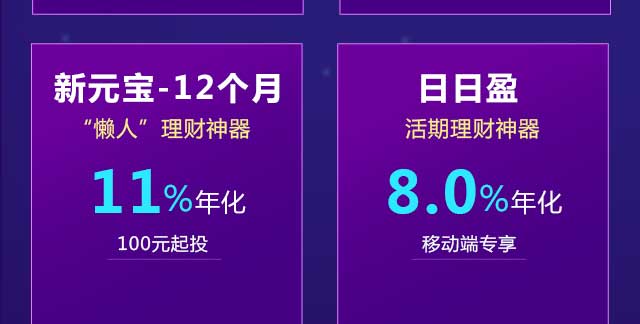 新元宝-12个月
“懒人”理财神器
11%年化
100元起投
日日盈
活期理财神器
8.0%年化
移动端专享